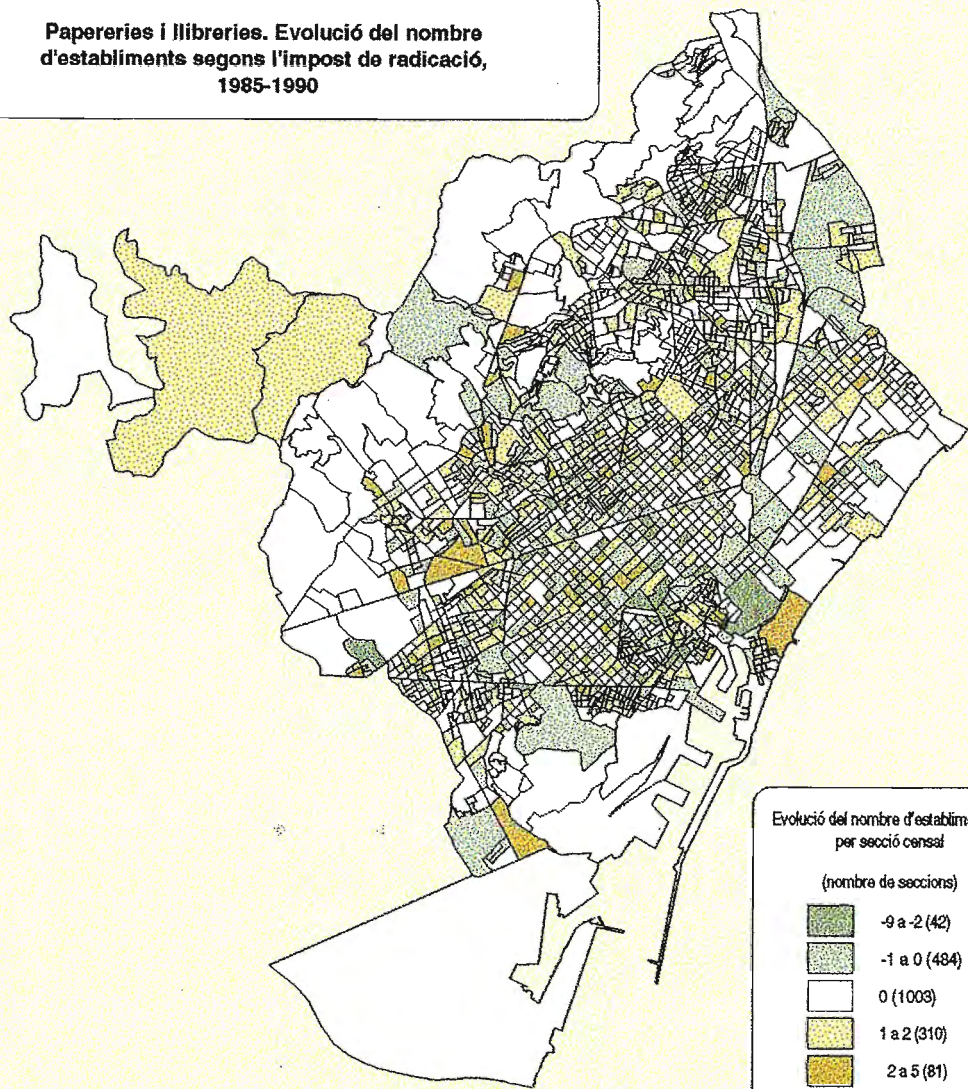 Papereries i llibreries. Evolució del nombre
d'establiments segons l'impost de radicació,
1985-1990
Evolució del nombre d'establim
per secció censal
(nombre de seccions)
-9 a -2 (42)
-1 a 0 (484)
0 (1003)
1 a 2 (310)
2 a 5 (81)